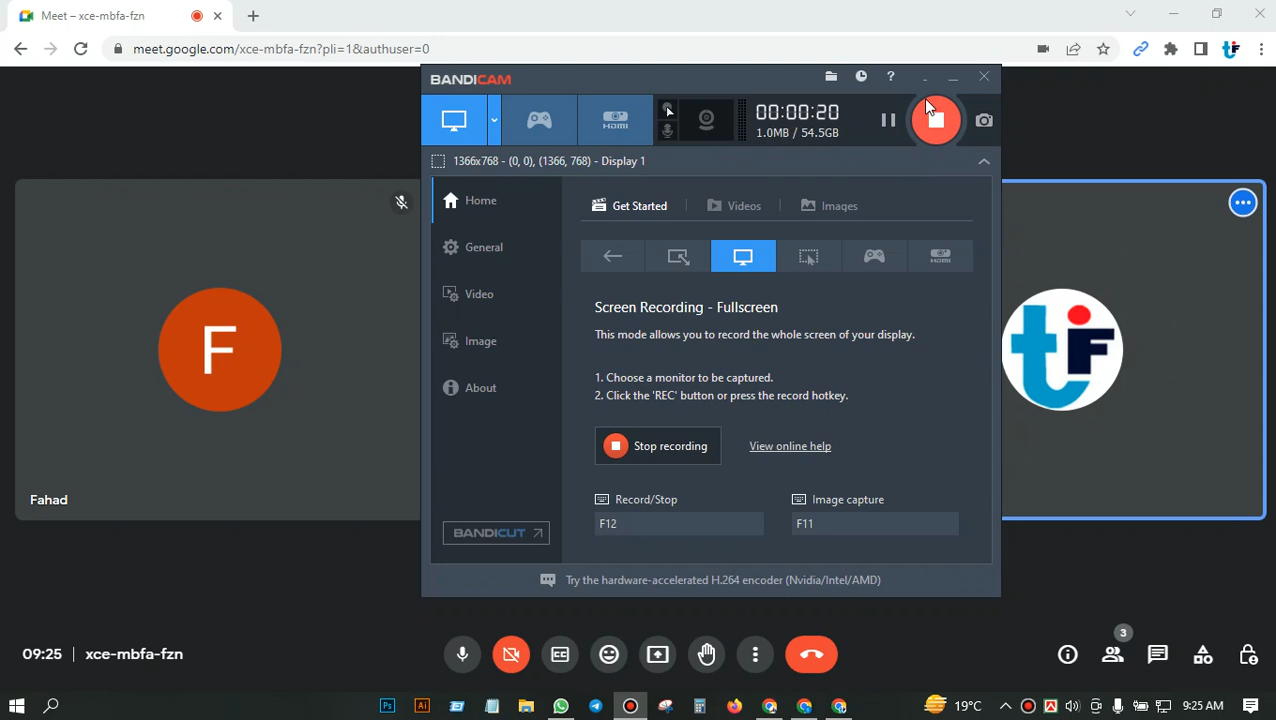 Meet – xce-mbfa-fzn
meet.google.com/xce-mbfa-fzn?pli=1&authuser=0
BANDICAM
HDMI
00:00:20
1.0MB / 54.5GB
1366x768 - (0, 0), (1366, 768) - Display 1
Home
General
Video
Image
About
BANDICUT
Get Started
Videos
Images
HDMI
Screen Recording - Fullscreen
This mode allows you to record the whole screen of your display.
1. Choose a monitor to be captured.
2. Click the 'REC' button or press the record hotkey.
Stop recording
View online help
Record/Stop
Image capture
F12
F11
Try the hardware-accelerated H.264 encoder (Nvidia/Intel/AMD)
F
Fahad
tF
09:25 | xce-mbfa-fzn
3
Ps
Ai
19°C
9:25 AM